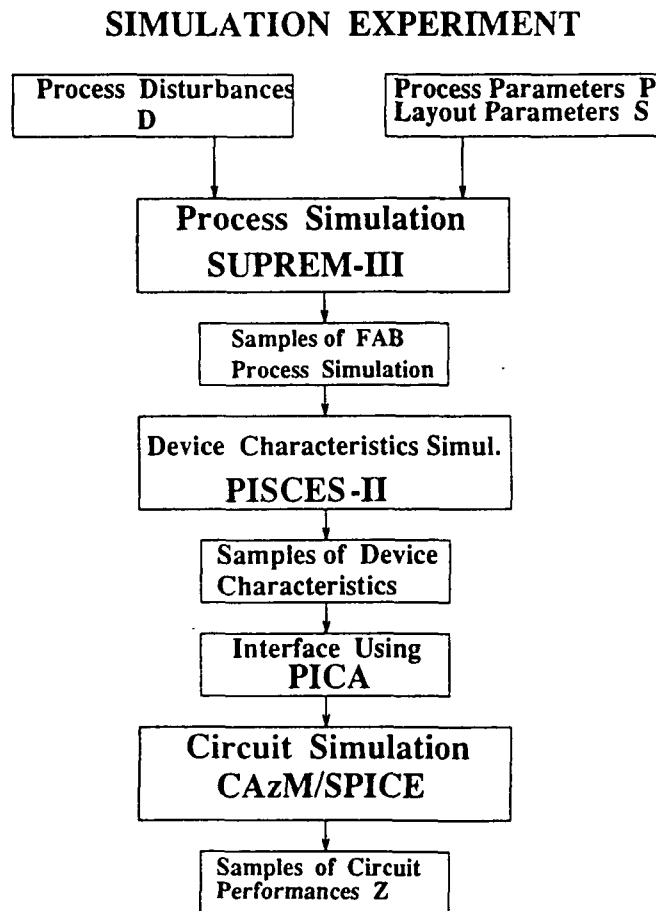 SIMULATION EXPERIMENT
Process Disturbances
D
Process Parameters P
Layout Parameters S
Process Simulation
SUPREM-III
Samples of FAB
Process Simulation
Device Characteristics Simul.
PISCES-II
Samples of Device
Characteristics
Interface Using
PICA
Circuit Simulation
CAzM/SPICE
Samples of Circuit
Performances Z